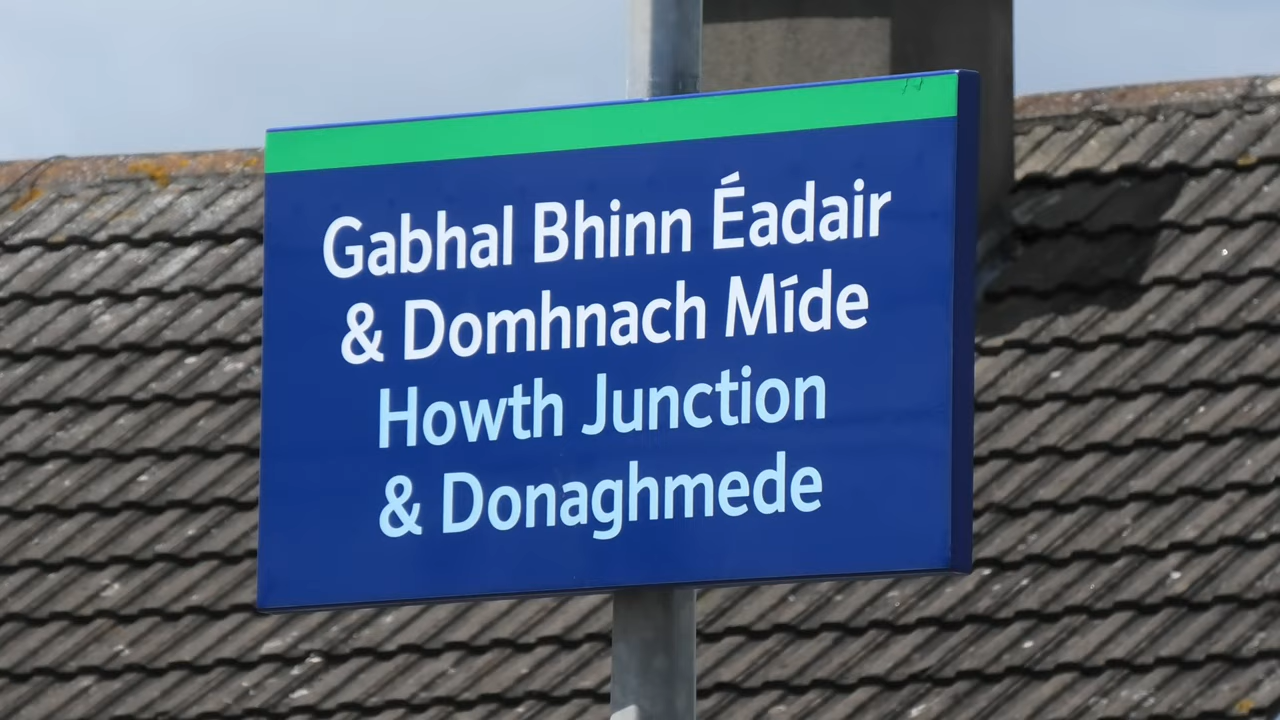 Gabhal Bhinn Éadair
& Domhnach Míde
Howth Junction
& Donaghmede